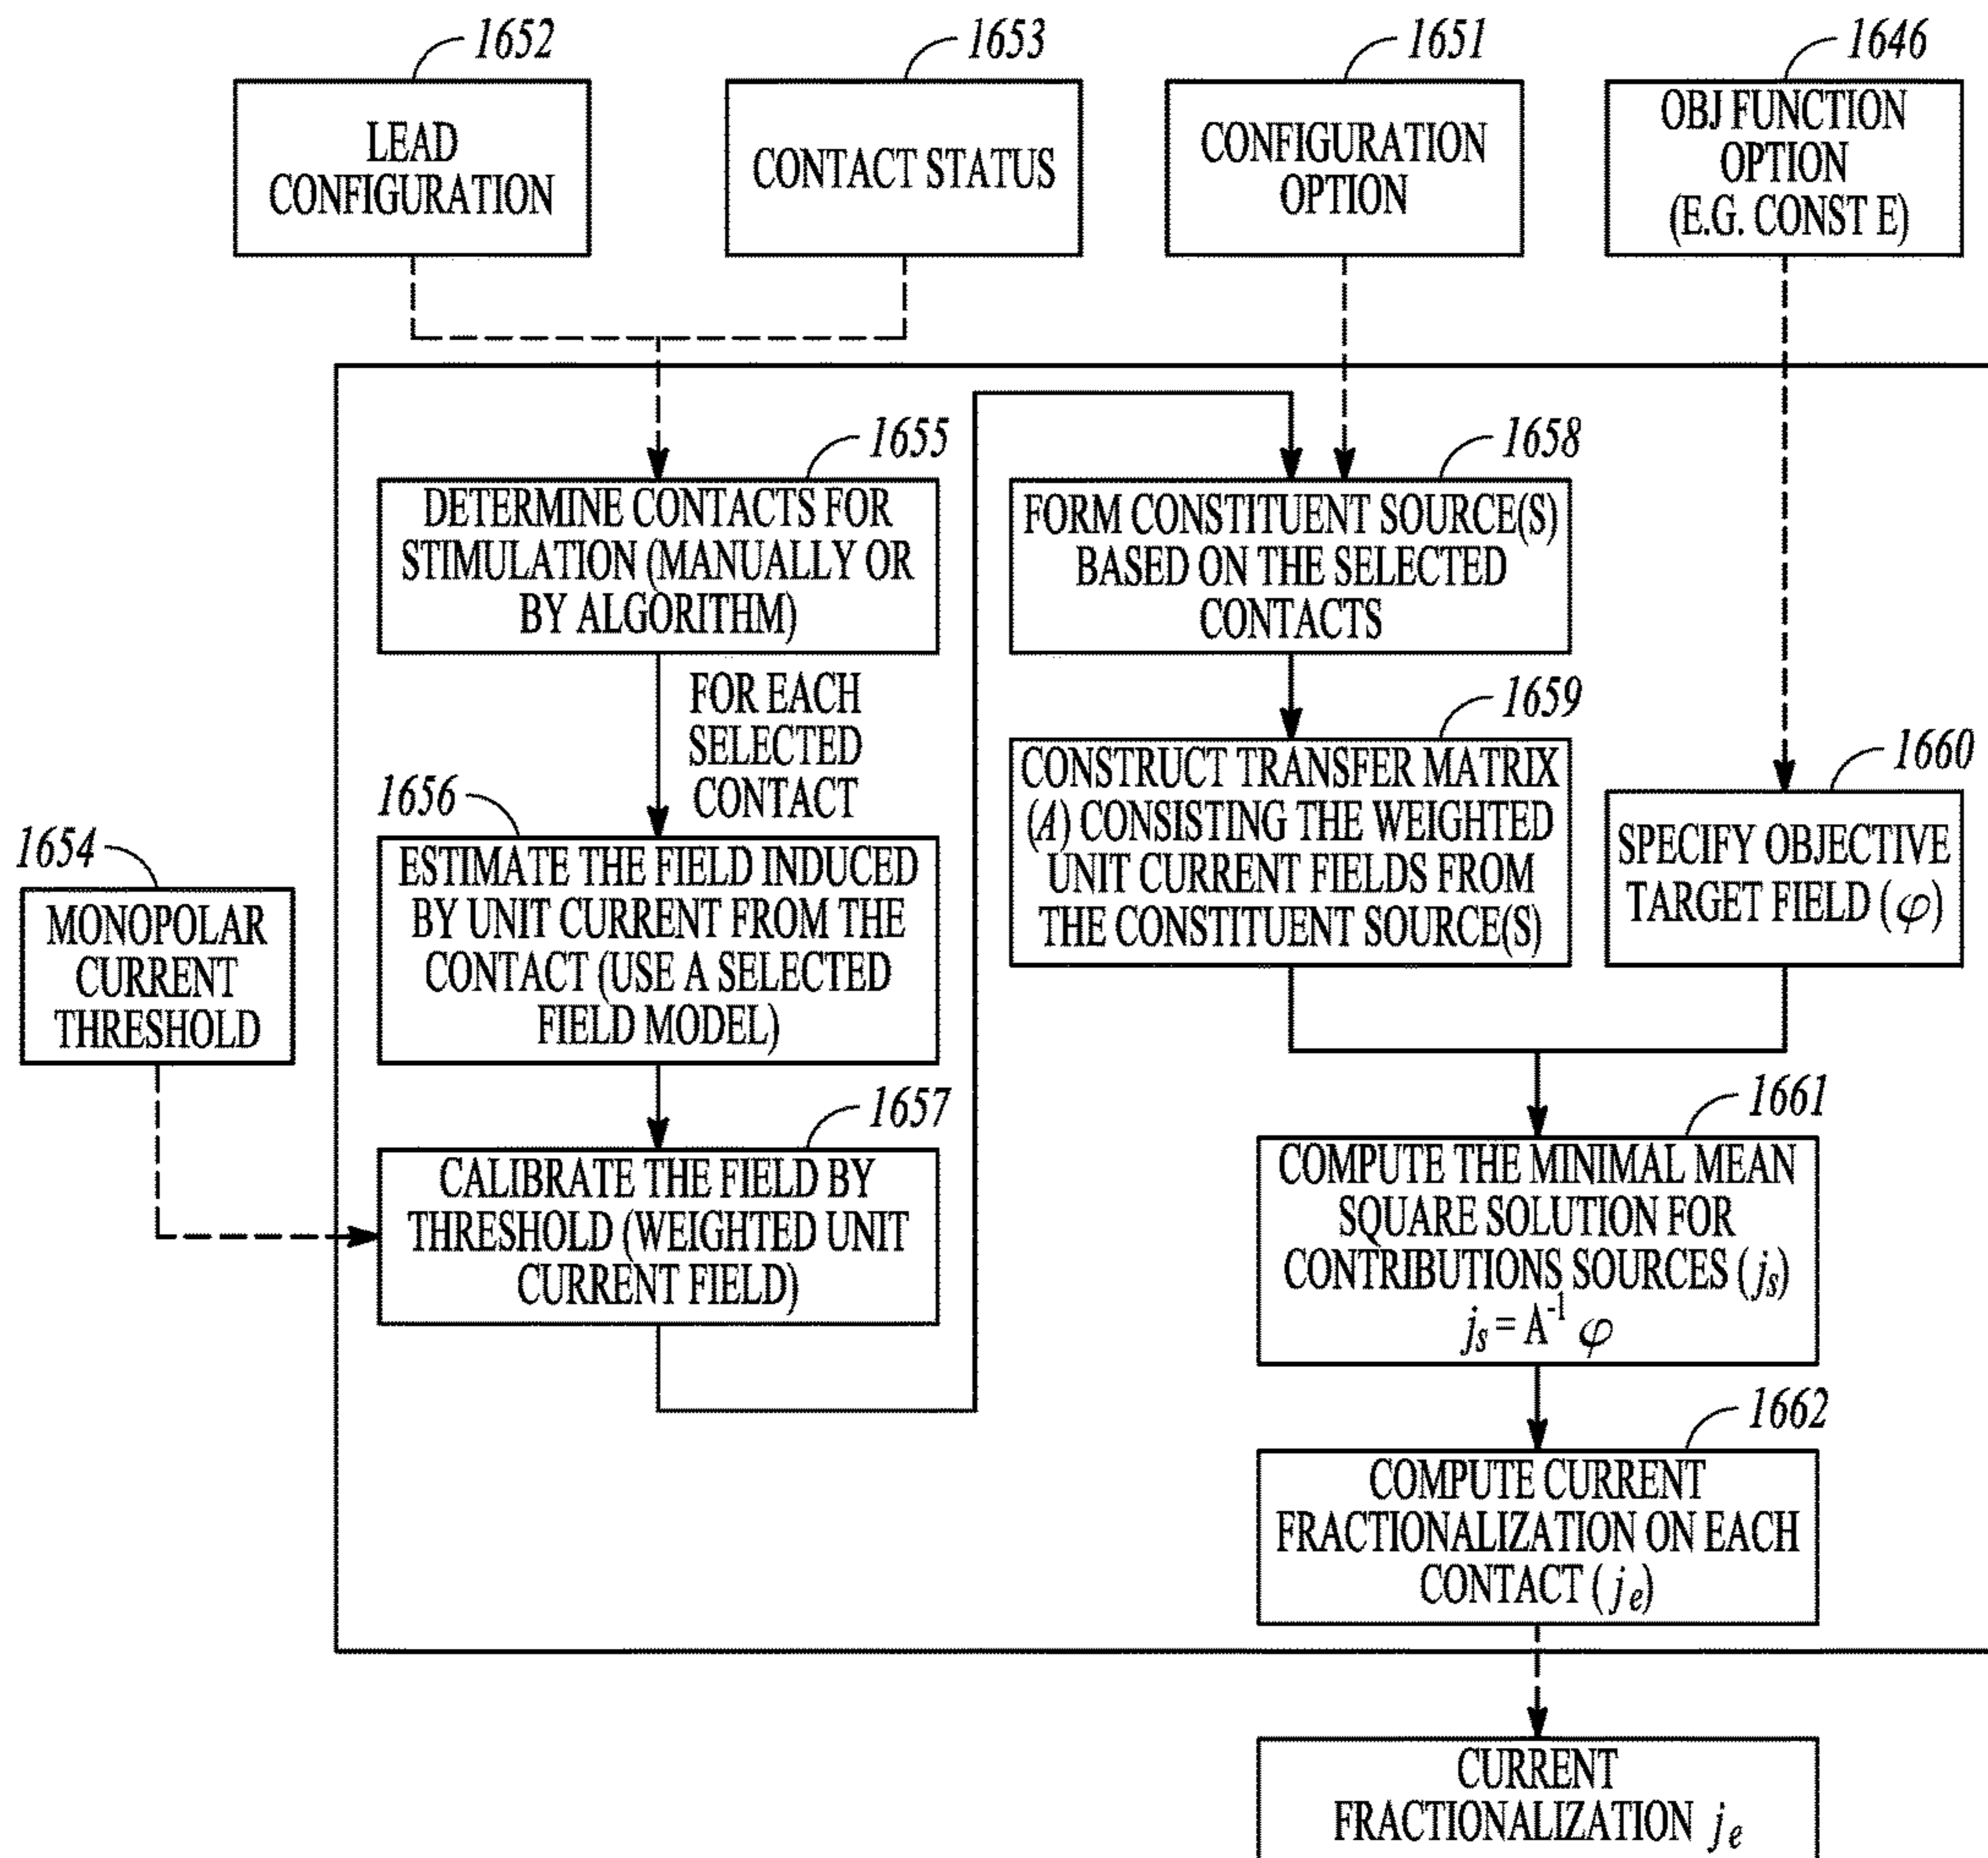 1652
LEAD
CONFIGURATION
1653
CONTACT STATUS
1651
CONFIGURATION
OPTION
1646
OBJ FUNCTION
OPTION
(E.G. CONST E)
1655
DETERMINE CONTACTS FOR
STIMULATION (MANUALLY OR
BY ALGORITHM)
FOR EACH
SELECTED
CONTACT
1656
ESTIMATE THE FIELD INDUCED
BY UNIT CURRENT FROM THE
CONTACT (USE A SELECTED
FIELD MODEL)
1654
MONOPOLAR
CURRENT
THRESHOLD
1657
CALIBRATE THE FIELD BY
THRESHOLD (WEIGHTED UNIT
CURRENT FIELD)
1658
FORM CONSTITUENT SOURCE(S)
BASED ON THE SELECTED
CONTACTS
1659
CONSTRUCT TRANSFER MATRIX
(A) CONSISTING THE WEIGHTED
UNIT CURRENT FIELDS FROM
THE CONSTITUENT SOURCE(S)
1660
SPECIFY OBJECTIVE
TARGET FIELD (φ)
1661
COMPUTE THE MINIMAL MEAN
SQUARE SOLUTION FOR
CONTRIBUTIONS SOURCES (jₛ)
jₛ = A⁻¹ φ
1662
COMPUTE CURRENT
FRACTIONALIZATION ON EACH
CONTACT (jₑ)
CURRENT
FRACTIONALIZATION jₑ